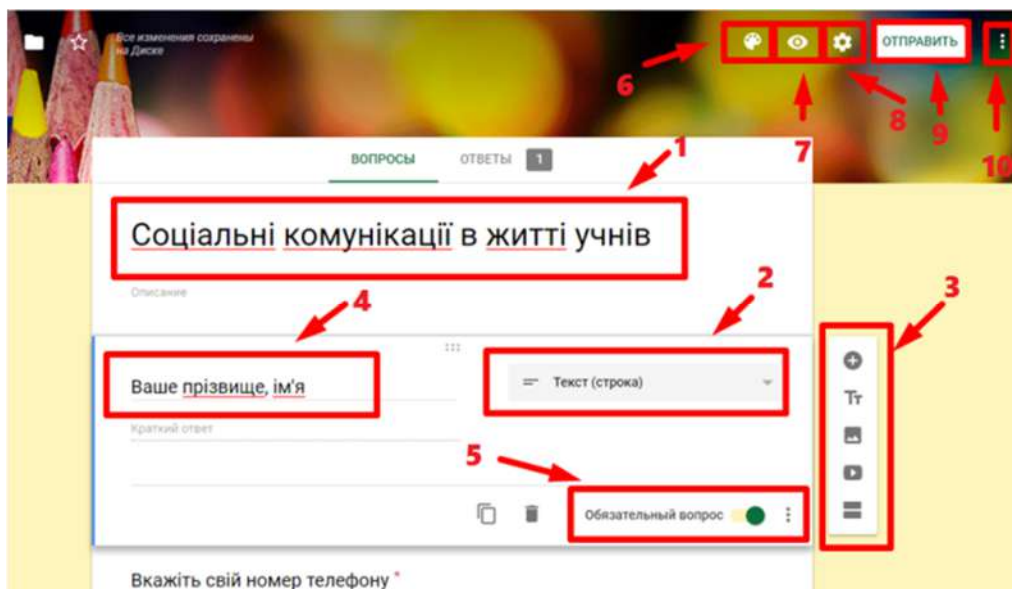 Все изменения сохранены
на Диске
ОТПРАВИТЬ
6
7
8
9
10
ВОПРОСЫ ОТВЕТЫ 1
1
Соціальні комунікації в житті учнів
Описание
4
2
3
Ваше прізвище, ім'я
Текст (строка)
Тт
Краткий ответ
5
Обязательный вопрос
Вкажіть свій номер телефону *